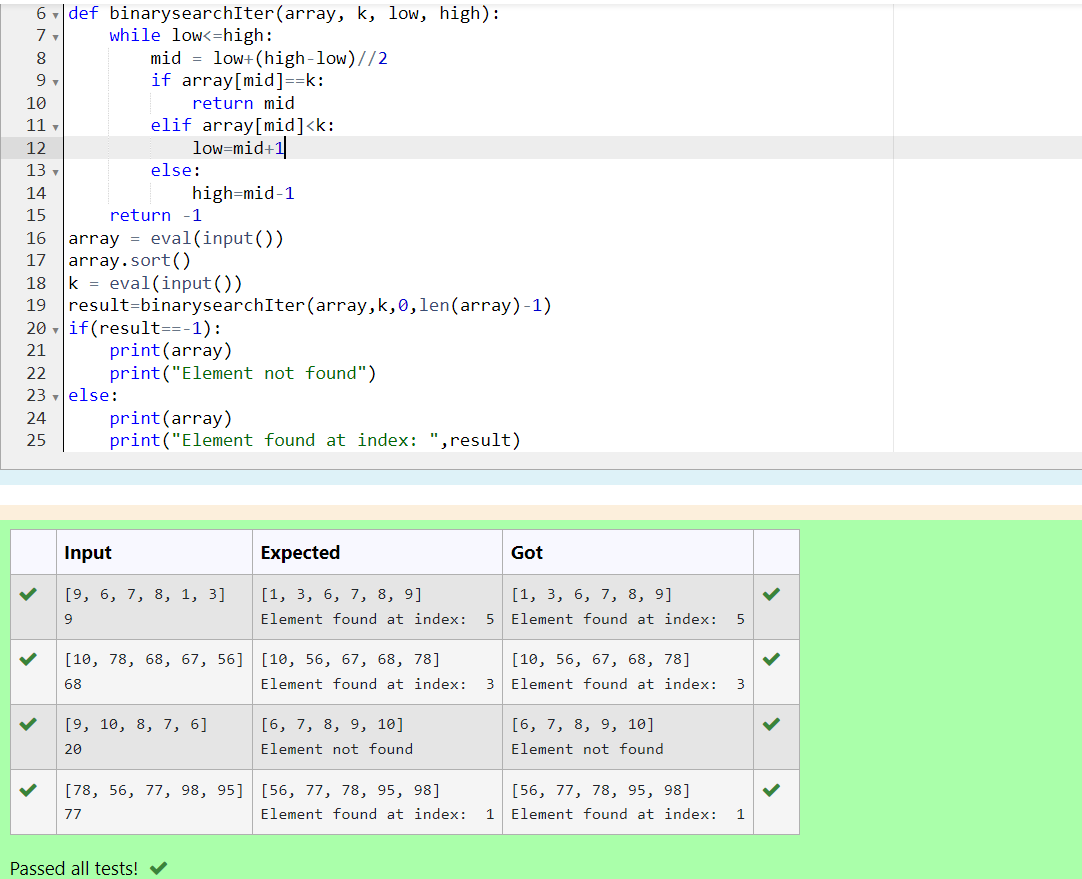 6 def binarysearchIter(array, k, low, high):
7     while low<=high:
8         mid = low+(high-low)//2
9         if array[mid]==k:
10             return mid
11         elif array[mid]<k:
12             low=mid+1
13         else:
14             high=mid-1
15     return -1
16 array = eval(input())
17 array.sort()
18 k = eval(input())
19 result=binarysearchIter(array,k,0,len(array)-1)
20 if(result==-1):
21     print(array)
22     print("Element not found")
23 else:
24     print(array)
25     print("Element found at index: ",result)
Input Expected Got
[9, 6, 7, 8, 1, 3] [1, 3, 6, 7, 8, 9] [1, 3, 6, 7, 8, 9]
9 Element found at index:  5 Element found at index:  5
[10, 78, 68, 67, 56] [10, 56, 67, 68, 78] [10, 56, 67, 68, 78]
68 Element found at index:  3 Element found at index:  3
[9, 10, 8, 7, 6] [6, 7, 8, 9, 10] [6, 7, 8, 9, 10]
20 Element not found Element not found
[78, 56, 77, 98, 95] [56, 77, 78, 95, 98] [56, 77, 78, 95, 98]
77 Element found at index:  1 Element found at index:  1
Passed all tests!